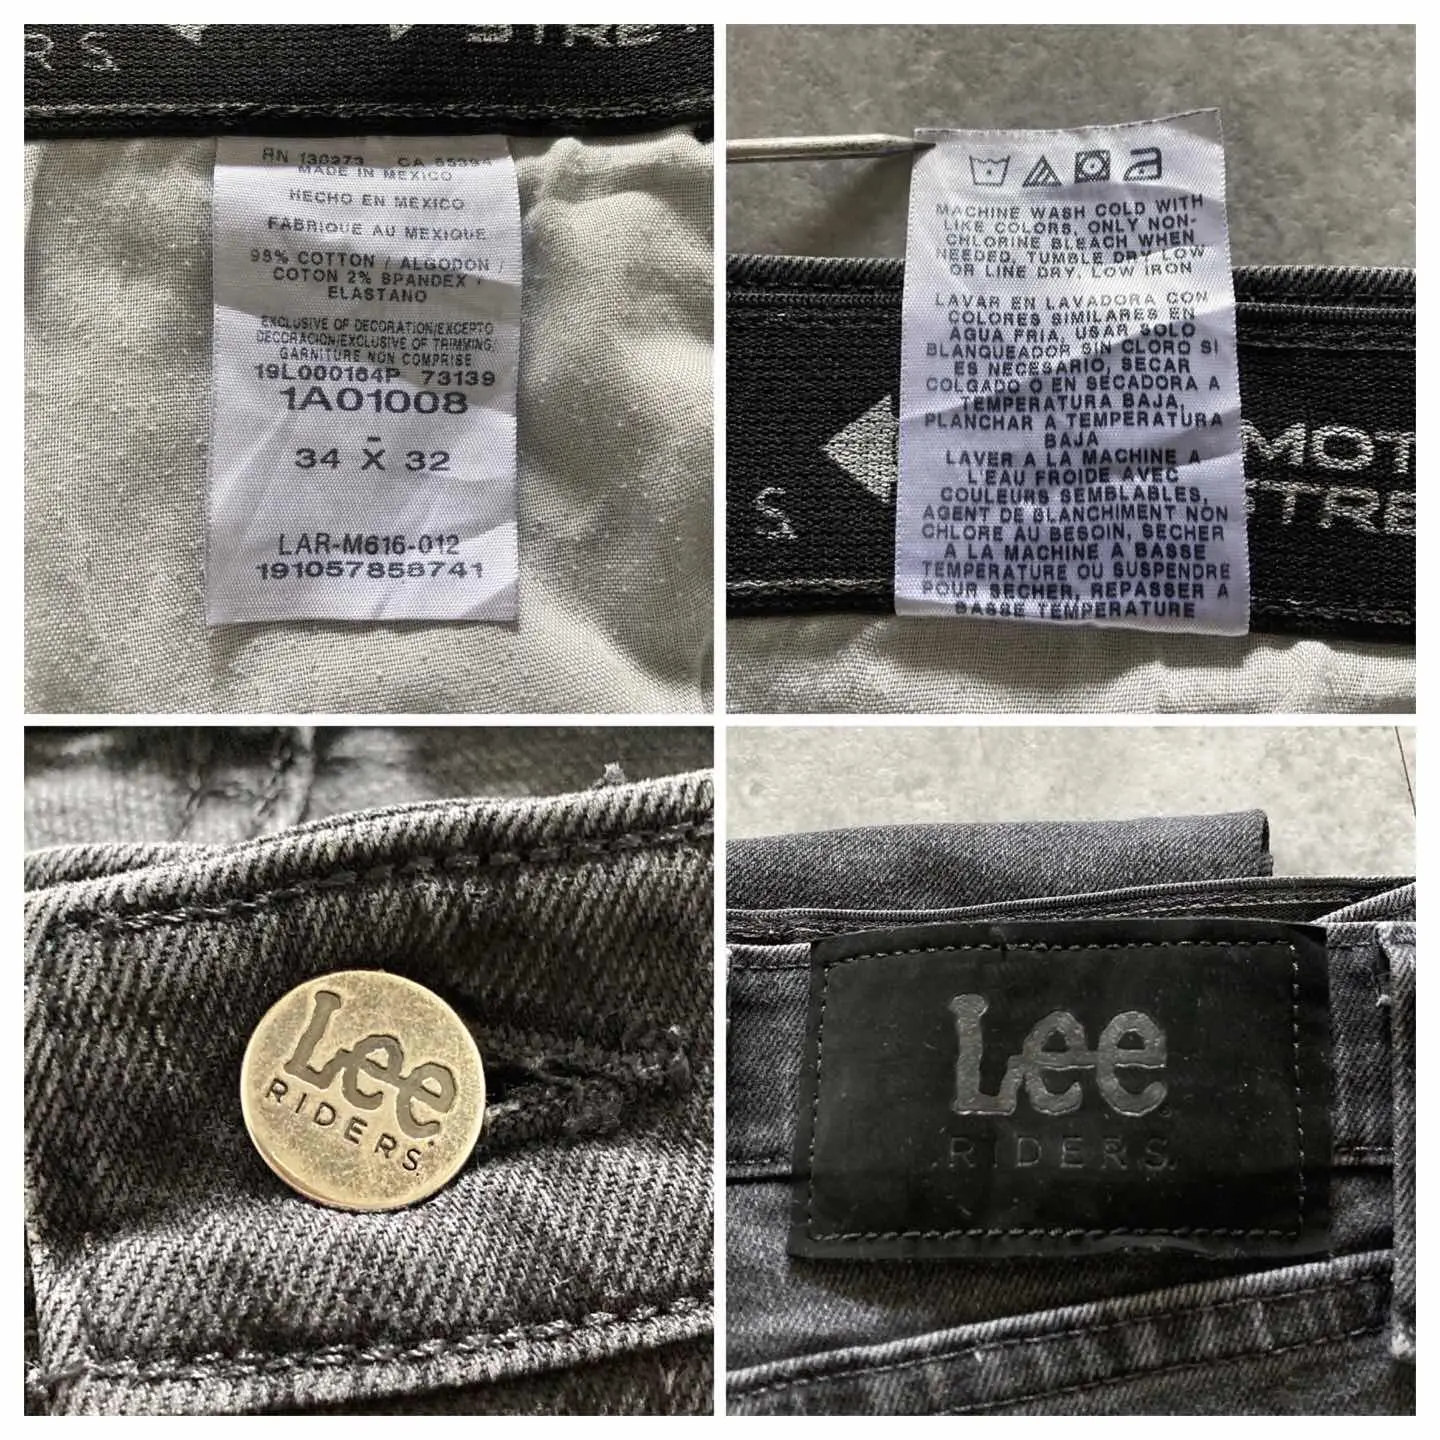 RS
STRE
RN 130273 CA
MADE IN MEXICO
HECHO EN MEXICO
FABRIQUE AU MEXIQUE
98% COTTON / ALGODON /
COTON 2% SPANDEX /
ELASTANO
EXCLUSIVE OF DECORATION/EXCEPTO
DECORACION/EXCLUSIVE OF TRIMMING,
GARNITURE NON COMPRISE
19L000164P 73139
1A01008
-
34 X 32
LAR-M616-012
191057858741
MACHINE WASH COLD WITH
LIKE COLORS, ONLY NON-
CHLORINE BLEACH WHEN
NEEDED, TUMBLE DRY LOW
OR LINE DRY, LOW IRON
LAVAR EN LAVADORA CON
COLORES SIMILARES EN
AGUA FRIA, USAR SOLO
BLANQUEADOR SIN CLORO SI
ES NECESARIO, SECAR
COLGADO O EN SECADORA A
TEMPERATURA BAJA,
PLANCHAR A TEMPERATURA
BAJA
LAVER A LA MACHINE A
L'EAU FROIDE AVEC
COULEURS SEMBLABLES,
AGENT DE BLANCHIMENT NON
CHLORE AU BESOIN, SECHER
A LA MACHINE A BASSE
TEMPERATURE OU SUSPENDRE
POUR SECHER, REPASSER A
BASSE TEMPERATURE
S
MOT
STRE
Lee
RIDERS
Lee
RIDERS